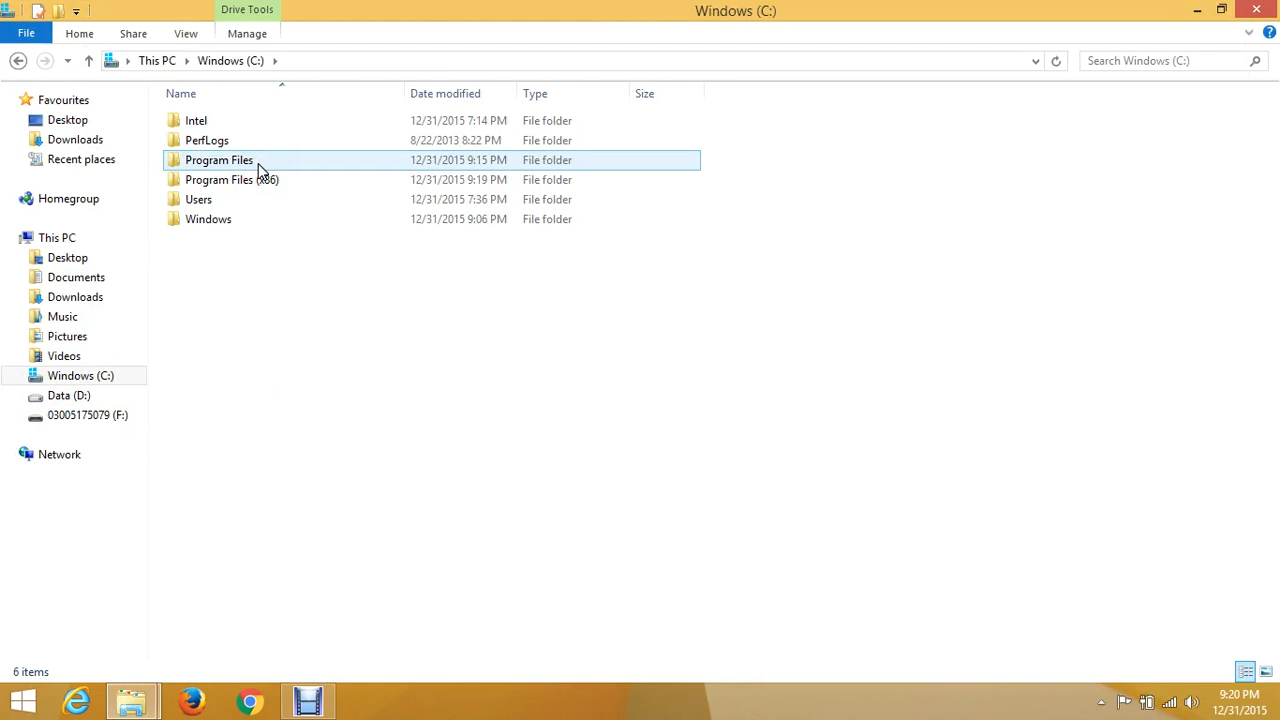 Drive Tools
Windows (C:)
File Home Share View Manage
This PC Windows (C:)
Search Windows (C:)
Name Date modified Type Size
Favourites
Desktop
Downloads
Recent places
Homegroup
This PC
Desktop
Documents
Downloads
Music
Pictures
Videos
Windows (C:)
Data (D:)
03005175079 (F:)
Network
Intel 12/31/2015 7:14 PM File folder
PerfLogs 8/22/2013 8:22 PM File folder
Program Files 12/31/2015 9:15 PM File folder
Program Files (x86) 12/31/2015 9:19 PM File folder
Users 12/31/2015 7:36 PM File folder
Windows 12/31/2015 9:06 PM File folder
6 items
9:20 PM
12/31/2015